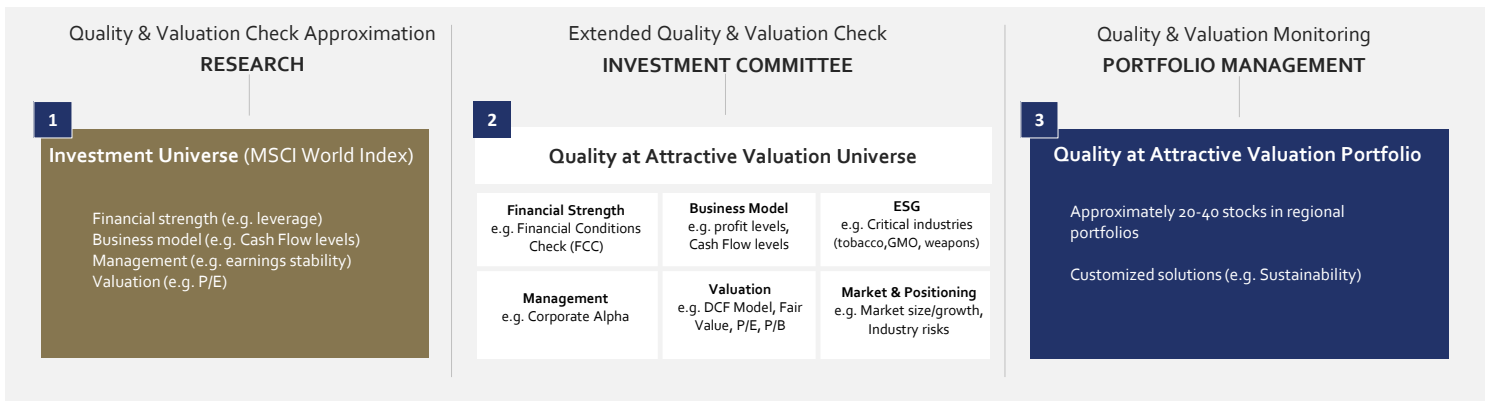 Quality & Valuation Check Approximation
RESEARCH
1
Investment Universe (MSCI World Index)
Financial strength (e.g. leverage)
Business model (e.g. Cash Flow levels)
Management (e.g. earnings stability)
Valuation (e.g. P/E)
Extended Quality & Valuation Check
INVESTMENT COMMITTEE
2
Quality at Attractive Valuation Universe
Financial Strength
e.g. Financial Conditions
Check (FCC)
Business Model
e.g. profit levels,
Cash Flow levels
ESG
e.g. Critical industries
(tobacco,GMO, weapons)
Management
e.g. Corporate Alpha
Valuation
e.g. DCF Model, Fair
Value, P/E, P/B
Market & Positioning
e.g. Market size/growth,
Industry risks
Quality & Valuation Monitoring
PORTFOLIO MANAGEMENT
3
Quality at Attractive Valuation Portfolio
Approximately 20-40 stocks in regional
portfolios
Customized solutions (e.g. Sustainability)